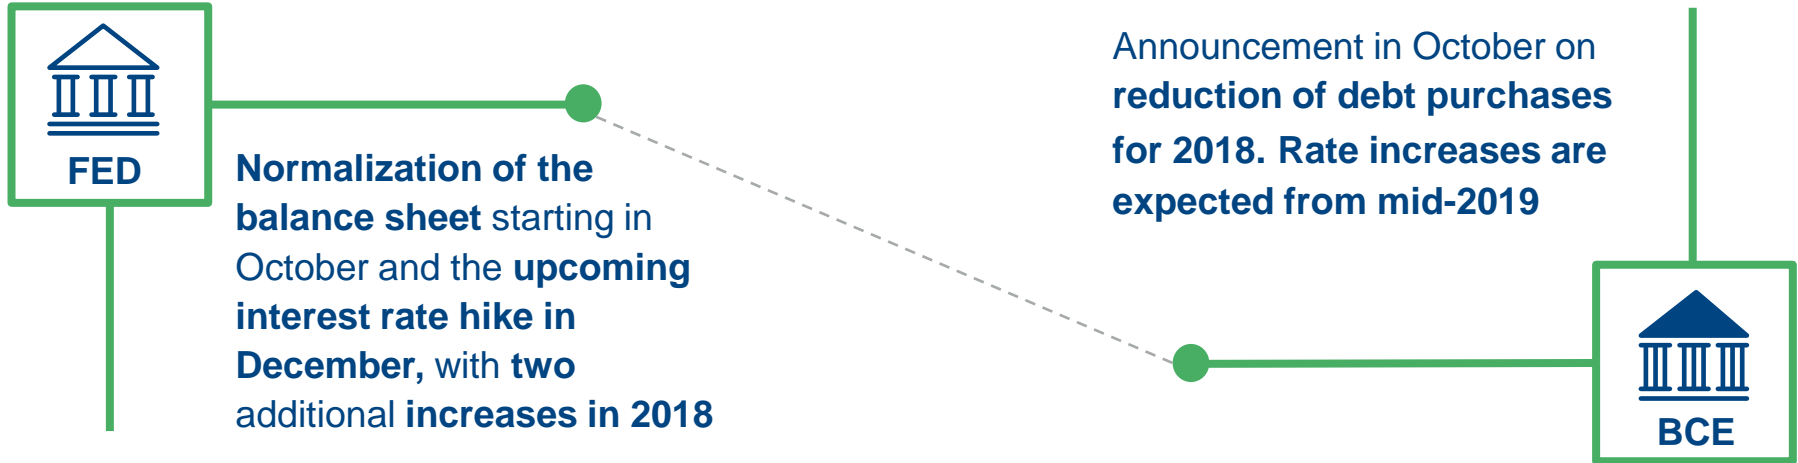 FED
Normalization of the
balance sheet starting in
October and the upcoming
interest rate hike in
December, with two
additional increases in 2018
Announcement in October on
reduction of debt purchases
for 2018. Rate increases are
expected from mid-2019
BCE